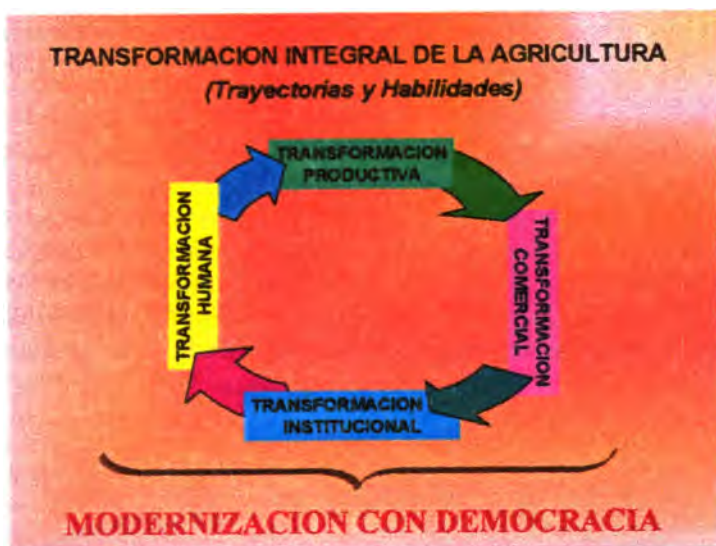 TRANSFORMACION INTEGRAL DE LA AGRICULTURA
(Trayectorias y Habilidades)
TRANSFORMACION
PRODUCTIVA
TRANSFORMACION
COMERCIAL
TRANSFORMACION
INSTITUCIONAL
TRANSFORMACION
HUMANA
MODERNIZACION CON DEMOCRACIA